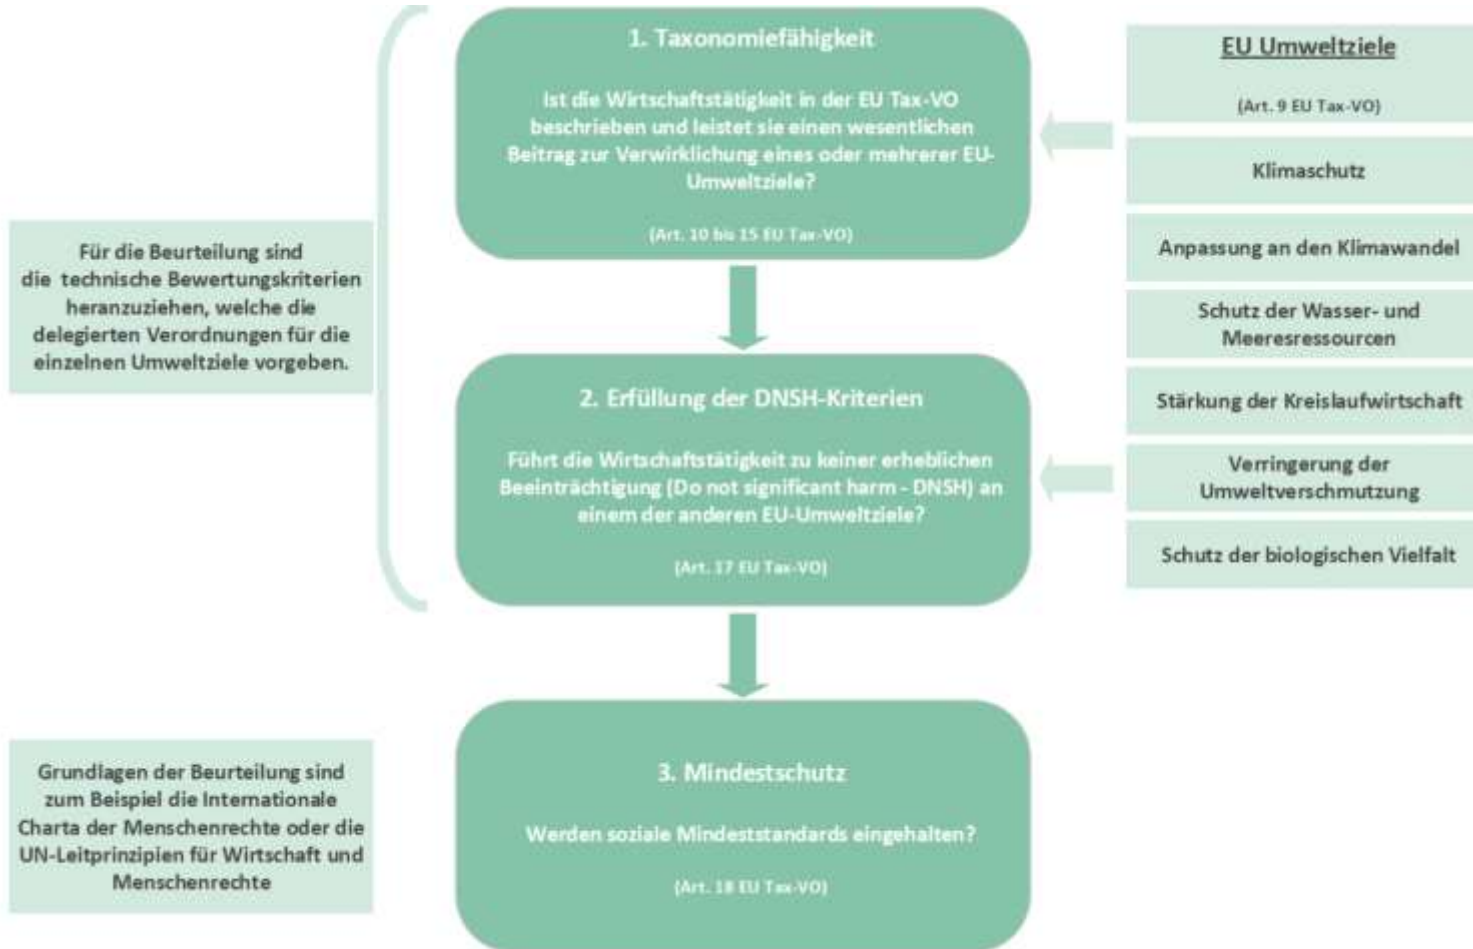 1. Taxonomiefähigkeit
Ist die Wirtschaftstätigkeit in der EU Tax-VO
beschrieben und leistet sie einen wesentlichen
Beitrag zur Verwirklichung eines oder mehrerer EU-
Umweltziele?
(Art. 10 bis 15 EU Tax-VO)
EU Umweltziele
(Art. 9 EU Tax-VO)
Klimaschutz
Anpassung an den Klimawandel
Schutz der Wasser- und
Meeresressourcen
Stärkung der Kreislaufwirtschaft
Verringerung der
Umweltverschmutzung
Schutz der biologischen Vielfalt
Für die Beurteilung sind
die technische Bewertungskriterien
heranzuziehen, welche die
delegierten Verordnungen für die
einzelnen Umweltziele vorgeben.
2. Erfüllung der DNSH-Kriterien
Führt die Wirtschaftstätigkeit zu keiner erheblichen
Beeinträchtigung (Do not significant harm - DNSH) an
einem der anderen EU-Umweltziele?
(Art. 17 EU Tax-VO)
3. Mindestschutz
Werden soziale Mindeststandards eingehalten?
(Art. 18 EU Tax-VO)
Grundlagen der Beurteilung sind
zum Beispiel die Internationale
Charta der Menschenrechte oder die
UN-Leitprinzipien für Wirtschaft und
Menschenrechte